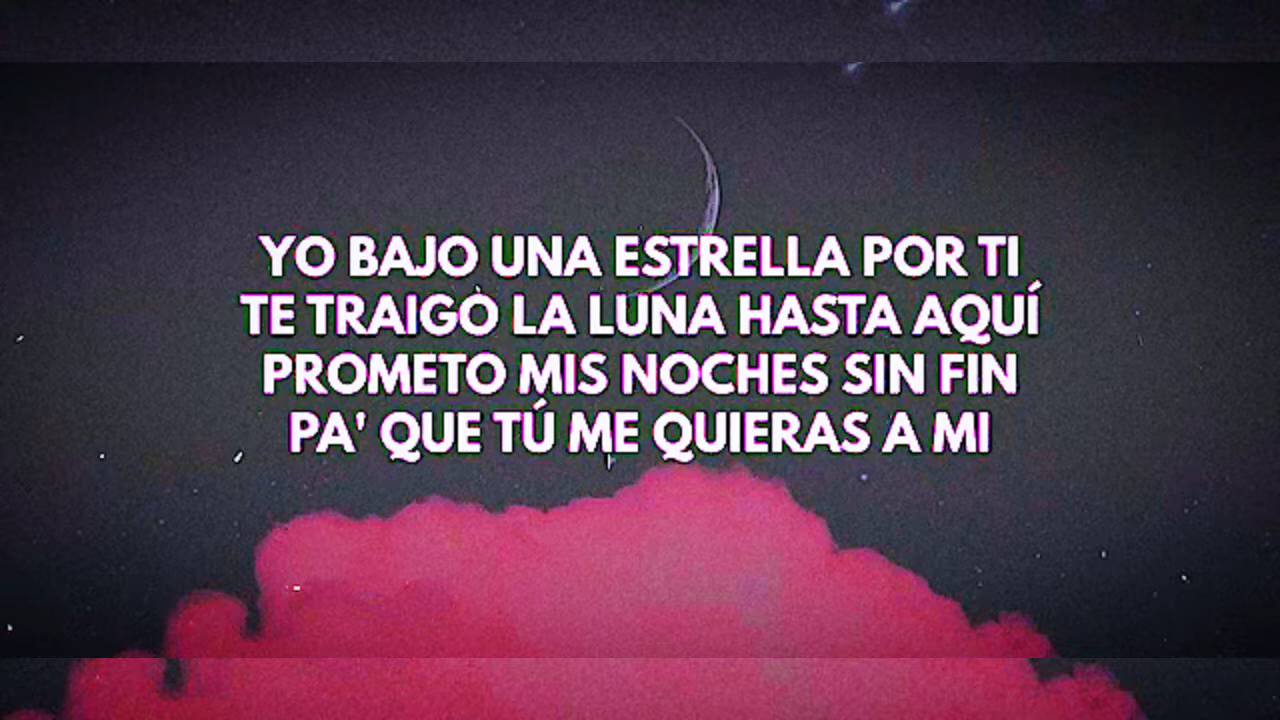 YO BAJO UNA ESTRELLA POR TI
TE TRAIGO LA LUNA HASTA AQUÍ
PROMETO MIS NOCHES SIN FIN
PA' QUE TÚ ME QUIERAS A MI